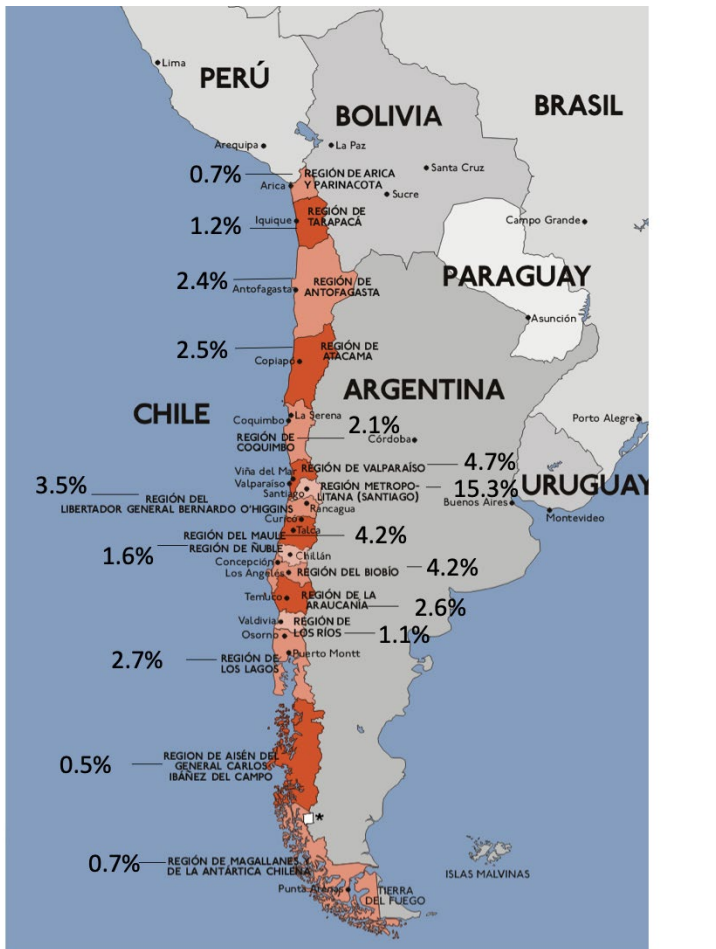 Lima
PERÚ
BRASIL
BOLIVIA
Arequipa
La Paz
Santa Cruz
0.7%
REGIÓN DE ARICA
Y PARINACOTA
Arica
Sucre
1.2%
Iquique
REGIÓN DE
TARAPACÁ
Campo Grande
2.4%
Antofagasta
REGIÓN DE
ANTOFAGASTA
PARAGUAY
Asunción
2.5%
Copiapó
REGIÓN DE
ATACAMA
ARGENTINA
CHILE
La Serena
Coquimbo
2.1%
Porto Alegre
REGIÓN DE
COQUIMBO
Córdoba
Viña del Mar
REGIÓN DE VALPARAÍSO
4.7%
3.5%
Valparaíso
Santiago
REGIÓN METROPO-
LITANA (SANTIAGO)
15.3%
URUGUAY
REGIÓN DEL
LIBERTADOR GENERAL BERNARDO O'HIGGINS
Rancagua
Buenos Aires
Montevideo
Curicó
Talca
REGIÓN DEL MAULE
4.2%
1.6%
REGIÓN DE ÑUBLE
Chillán
Concepción
Los Angeles
REGIÓN DEL BIOBÍO
4.2%
Temuco
REGIÓN DE LA
ARAUCANÍA
2.6%
Valdivia
REGIÓN DE
LOS RÍOS
1.1%
Osorno
2.7%
REGIÓN DE
LOS LAGOS
Puerto Montt
0.5%
REGION DE AISÉN DEL
GENERAL CARLOS
IBÁÑEZ DEL CAMPO
*
0.7%
REGIÓN DE MAGALLANES Y
DE LA ANTÁRTICA CHILENA
ISLAS MALVINAS
Punta Arenas
TIERRA
DEL FUEGO